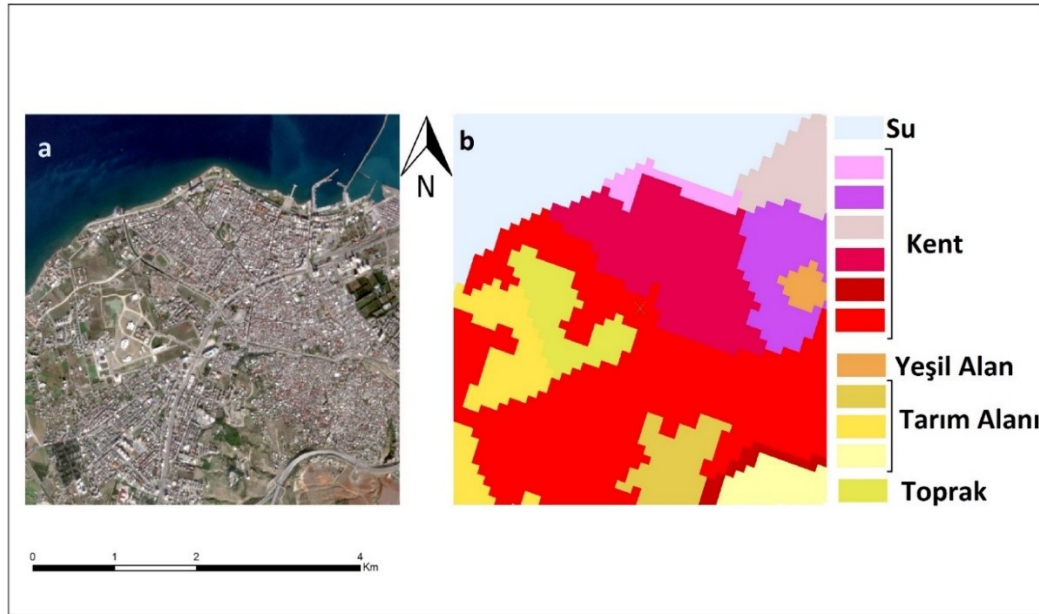 a
N
b
Su
Kent
Yeşil Alan
Tarım Alanı
Toprak
0 1 2 4
Km